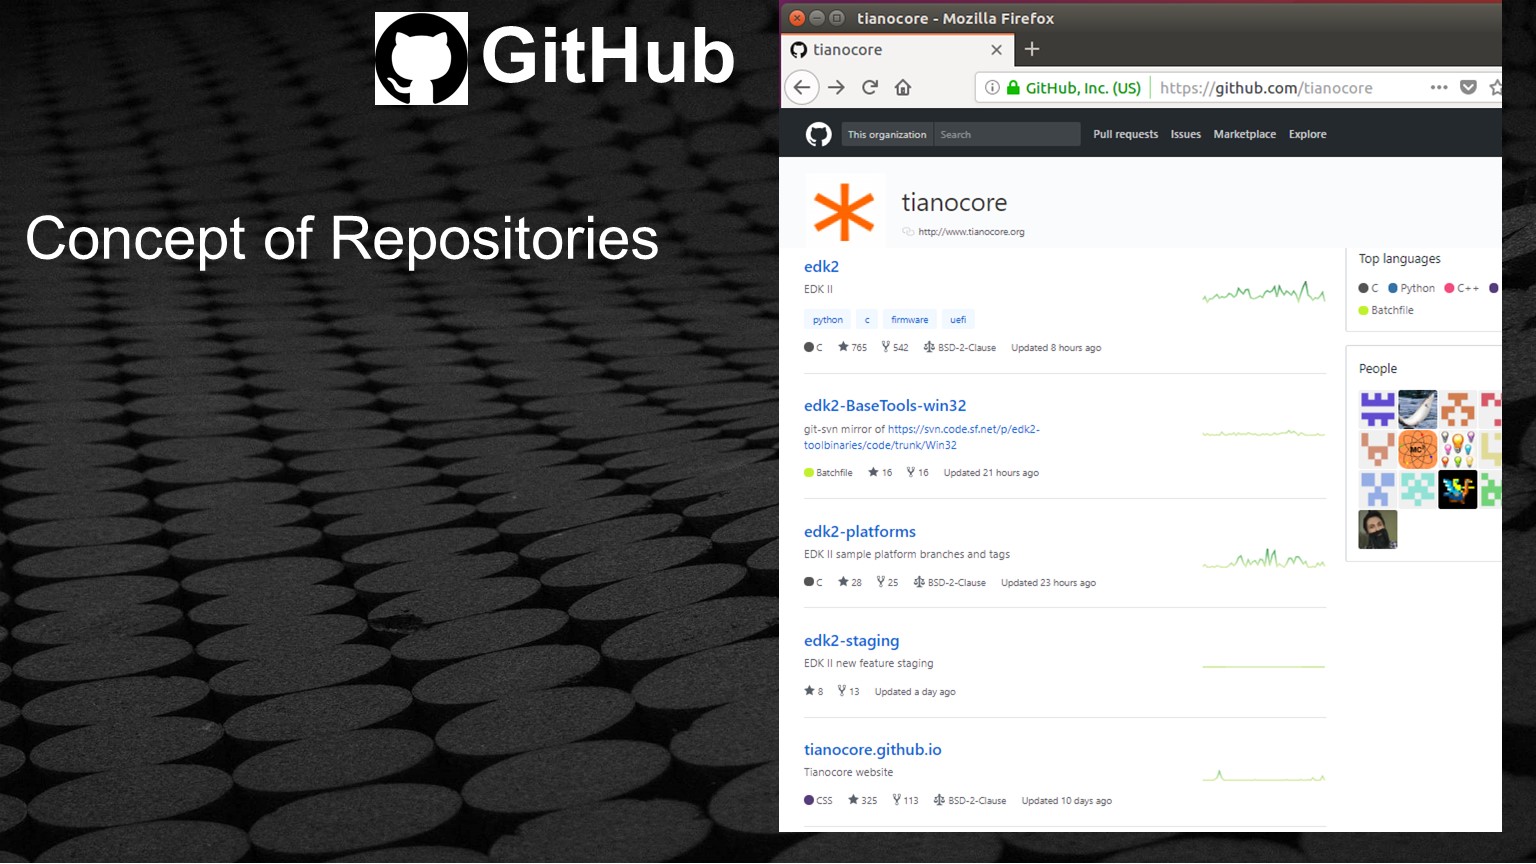 GitHub
Concept of Repositories
tianocore - Mozilla Firefox
tianocore
GitHub, Inc. (US) https://github.com/tianocore
This organization Search Pull requests Issues Marketplace Explore
tianocore
http://www.tianocore.org
edk2
EDK II
python c firmware uefi
C 765 542 BSD-2-Clause Updated 8 hours ago
edk2-BaseTools-win32
git-svn mirror of https://svn.code.sf.net/p/edk2-
toolbinaries/code/trunk/Win32
Batchfile 16 16 Updated 21 hours ago
edk2-platforms
EDK II sample platform branches and tags
C 28 25 BSD-2-Clause Updated 23 hours ago
edk2-staging
EDK II new feature staging
8 13 Updated a day ago
tianocore.github.io
Tianocore website
CSS 325 113 BSD-2-Clause Updated 10 days ago
Top languages
C Python C++
Batchfile
People
MC²